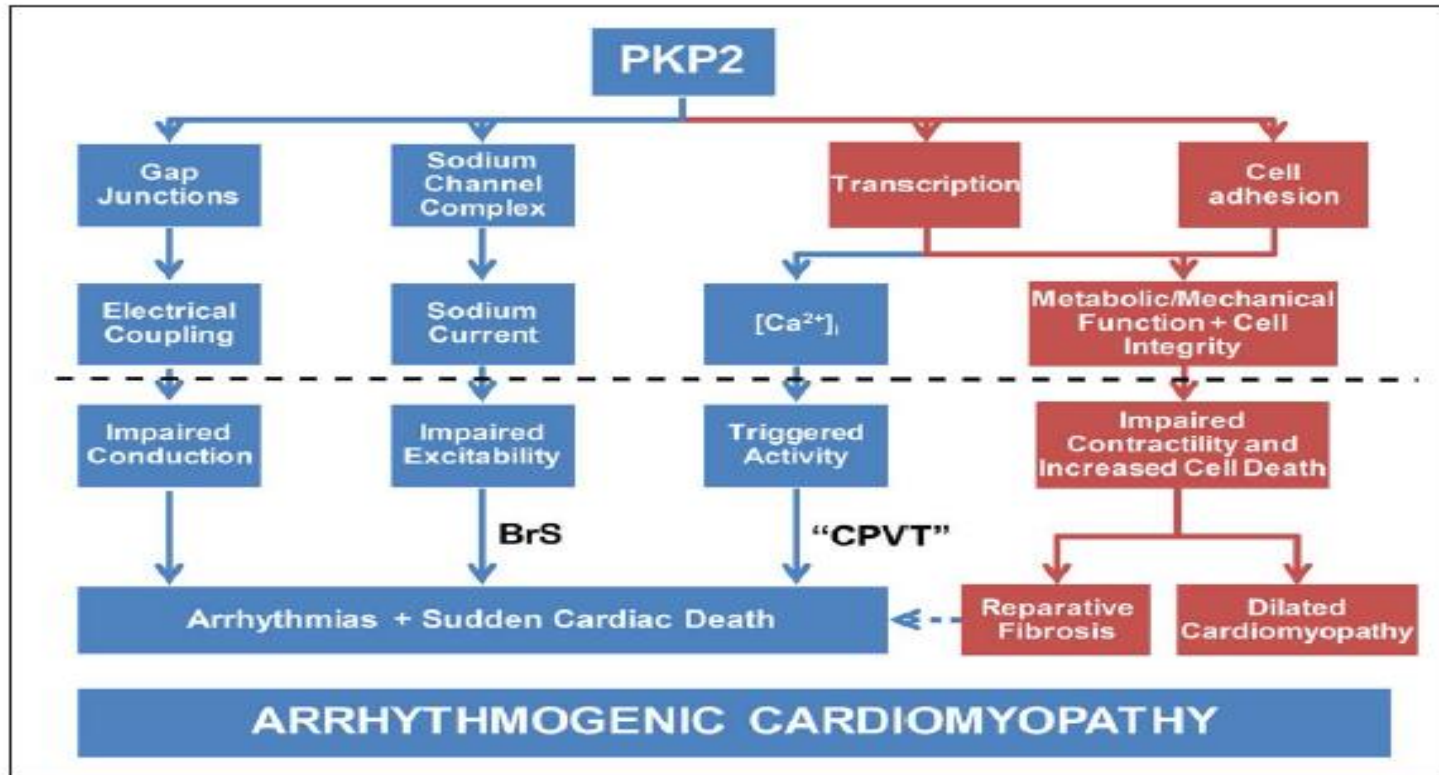 PKP2
Gap
Junctions
Sodium
Channel
Complex
Transcription
Cell
adhesion
Electrical
Coupling
Sodium
Current
[Ca²⁺]ᵢ
Metabolic/Mechanical
Function + Cell
Integrity
Impaired
Conduction
Impaired
Excitability
Triggered
Activity
Impaired
Contractility and
Increased Cell Death
BrS
“CPVT”
Arrhythmias + Sudden Cardiac Death
Reparative
Fibrosis
Dilated
Cardiomyopathy
ARRHYTHMOGENIC CARDIOMYOPATHY